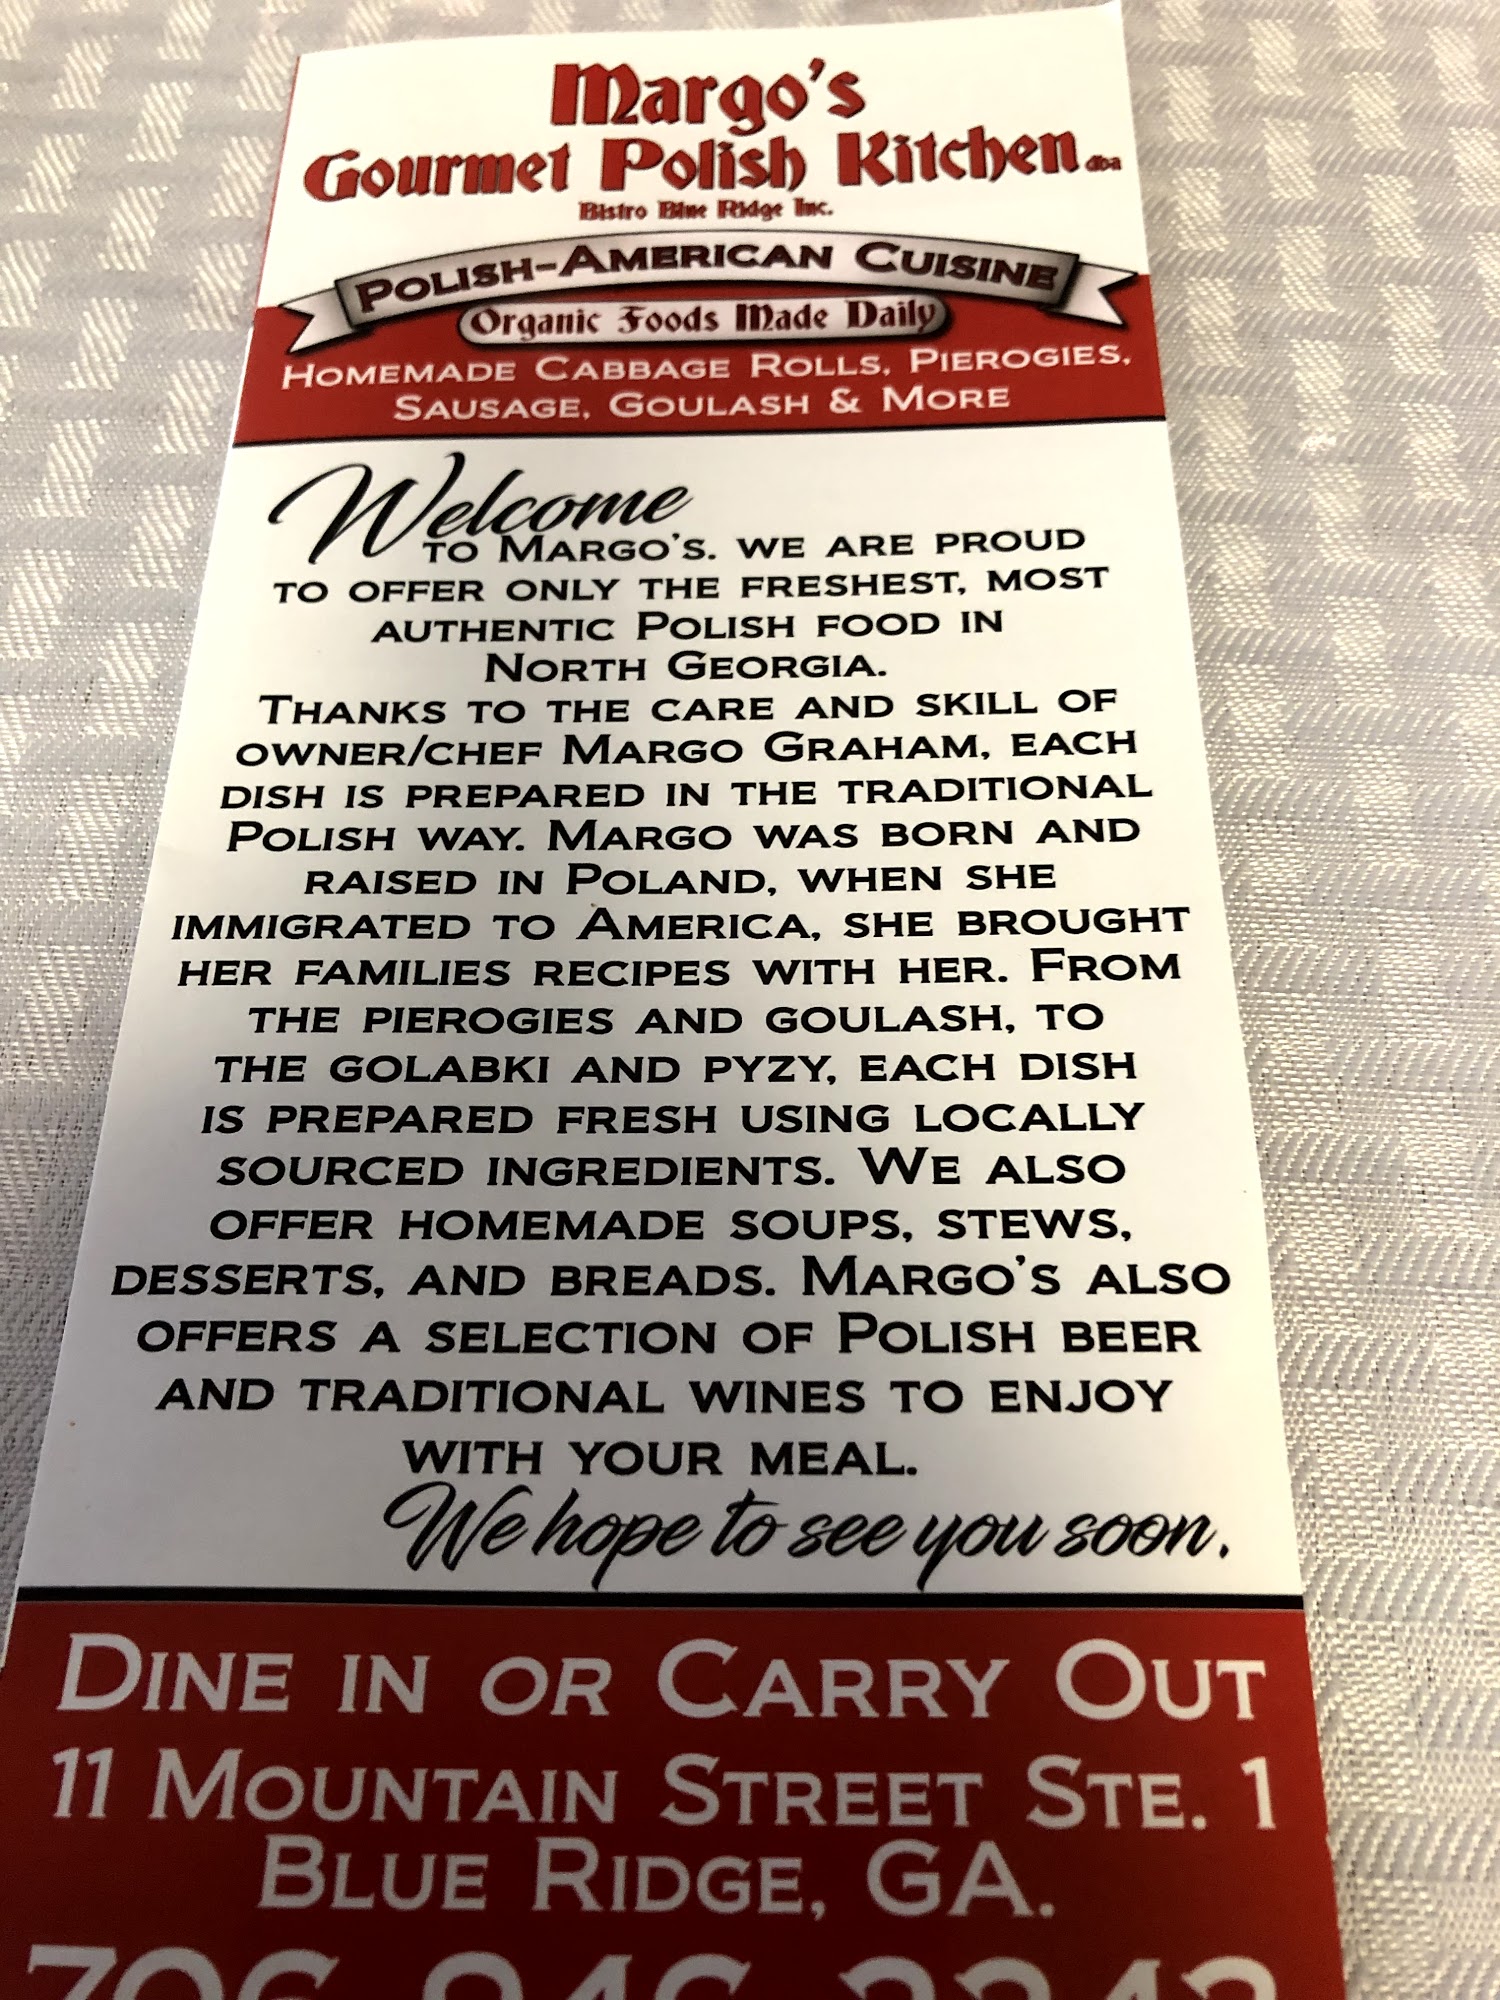 Margo's
Gourmet Polish Kitchen dba
Bistro Blue Ridge Inc.
Polish-American Cuisine
Organic Foods Made Daily
Homemade Cabbage Rolls, Pierogies,
Sausage, Goulash & More
Welcome
to Margo's. we are proud
to offer only the freshest, most
authentic Polish food in
North Georgia.
Thanks to the care and skill of
owner/chef Margo Graham, each
dish is prepared in the traditional
Polish way. Margo was born and
raised in Poland, when she
immigrated to America, she brought
her families recipes with her. From
the pierogies and goulash, to
the golabki and pyzy, each dish
is prepared fresh using locally
sourced ingredients. We also
offer homemade soups, stews,
desserts, and breads. Margo's also
offers a selection of Polish beer
and traditional wines to enjoy
with your meal.
We hope to see you soon.
Dine in or Carry Out
11 Mountain Street Ste. 1
Blue Ridge, GA.